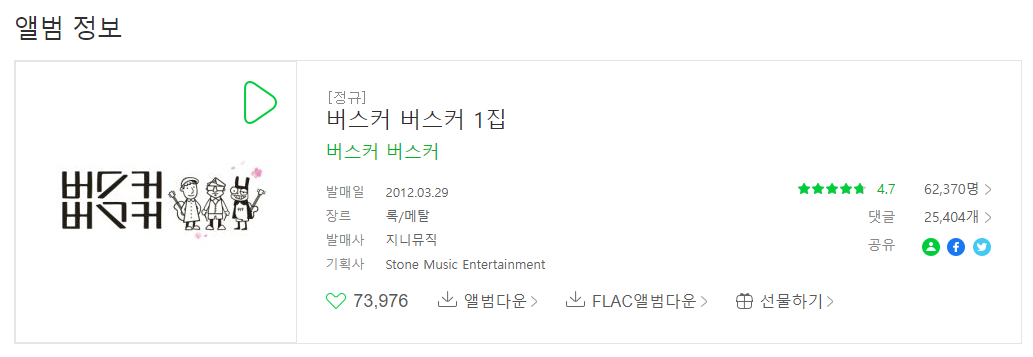 앨범 정보
버스커
버스커
[정규]
버스커 버스커 1집
버스커 버스커
발매일 2012.03.29
장르 록/메탈
발매사 지니뮤직
기획사 Stone Music Entertainment
4.7 62,370명
댓글 25,404개
공유
73,976 앨범다운 FLAC앨범다운 선물하기